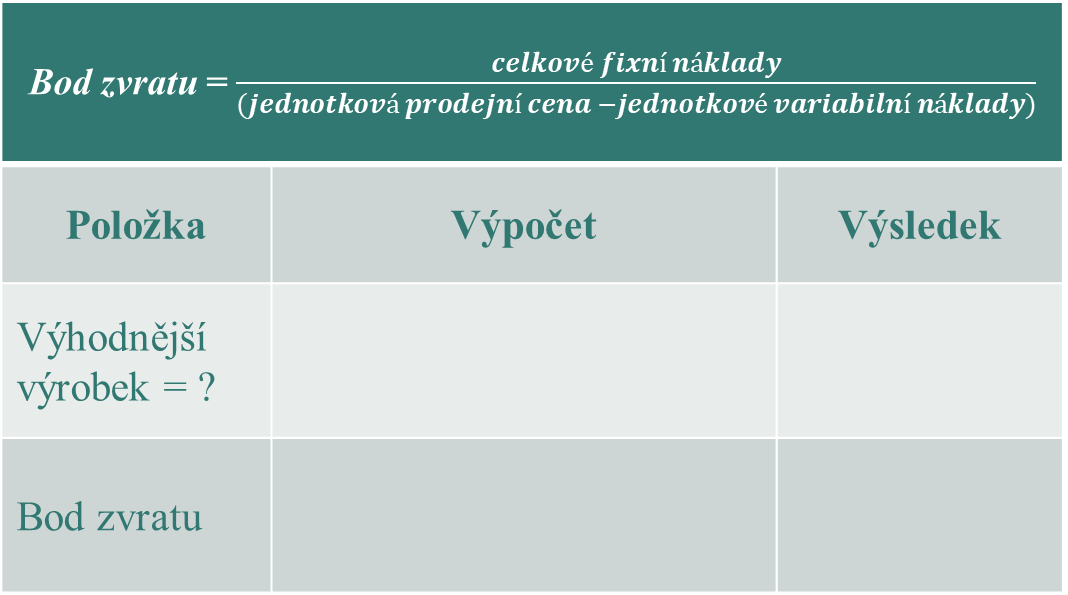 Bod zvratu = celkové fixní náklady / (jednotková prodejní cena −jednotkové variabilní náklady)
Položka Výpočet Výsledek
Výhodnější
výrobek = ?
Bod zvratu